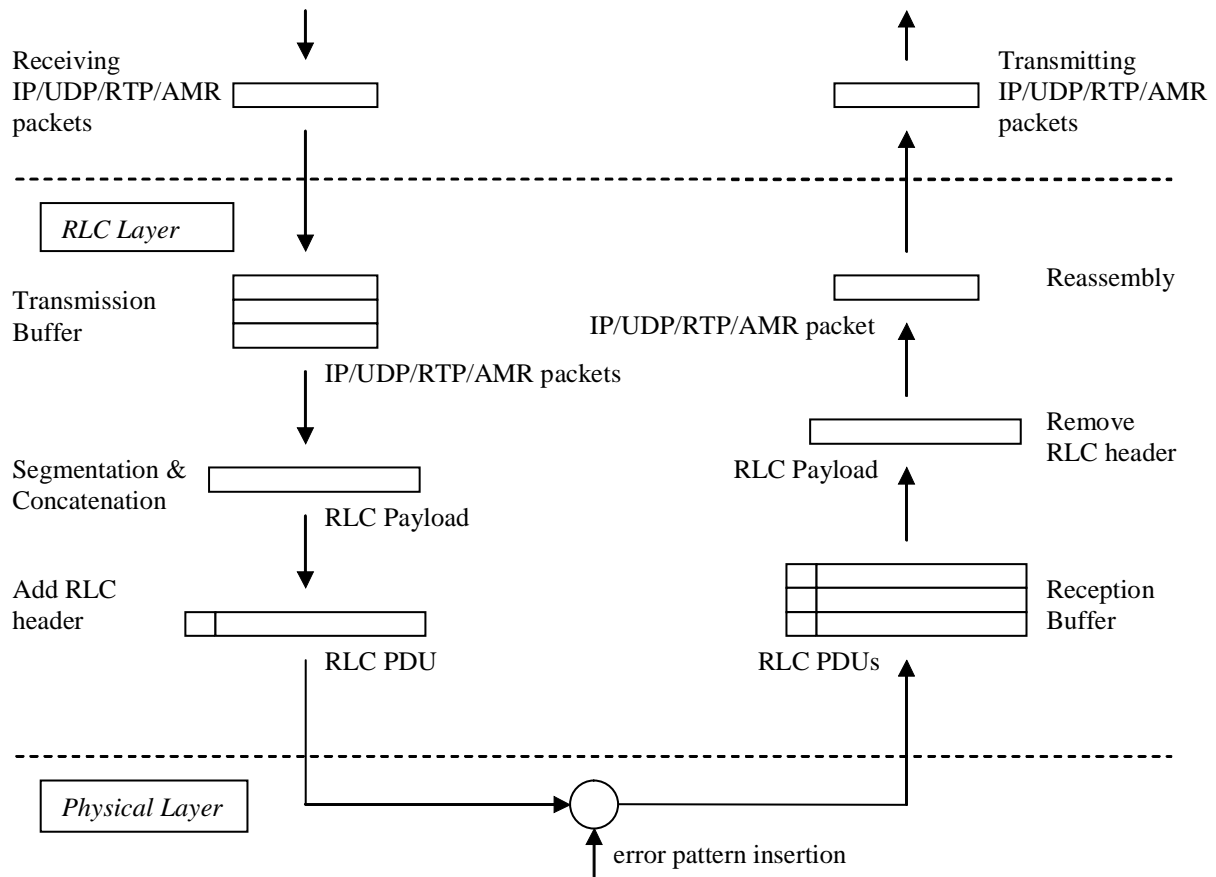 Receiving
IP/UDP/RTP/AMR
packets
Transmitting
IP/UDP/RTP/AMR
packets
RLC Layer
Transmission
Buffer
IP/UDP/RTP/AMR packets
Reassembly
IP/UDP/RTP/AMR packet
Segmentation &
Concatenation
RLC Payload
Remove
RLC header
RLC Payload
Add RLC
header
RLC PDU
Reception
Buffer
RLC PDUs
Physical Layer
error pattern insertion